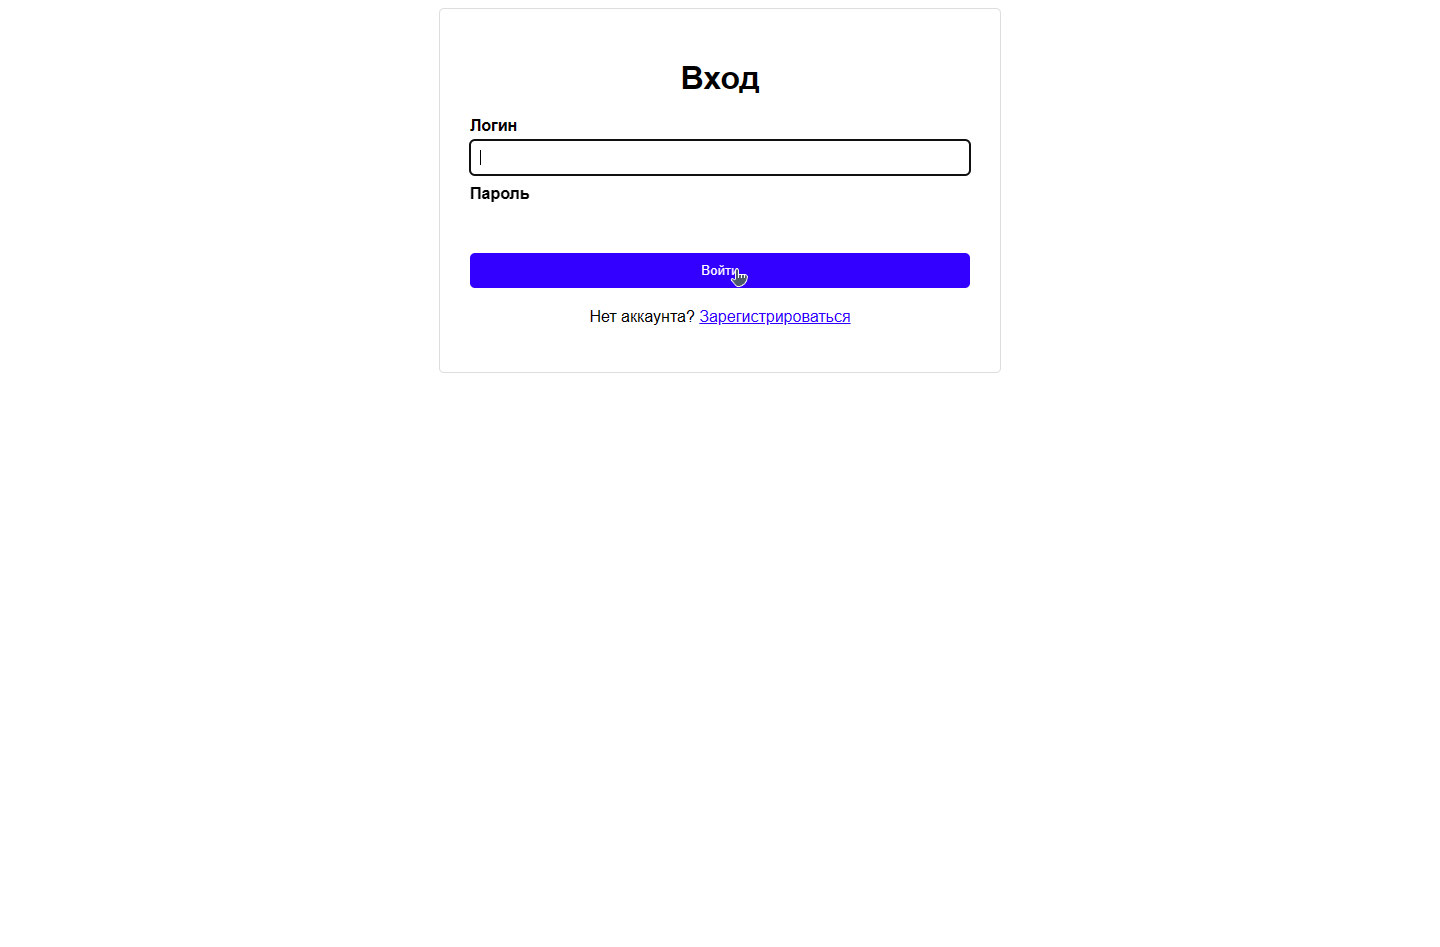 Вход
Логин
Пароль
Войти
Нет аккаунта? Зарегистрироваться